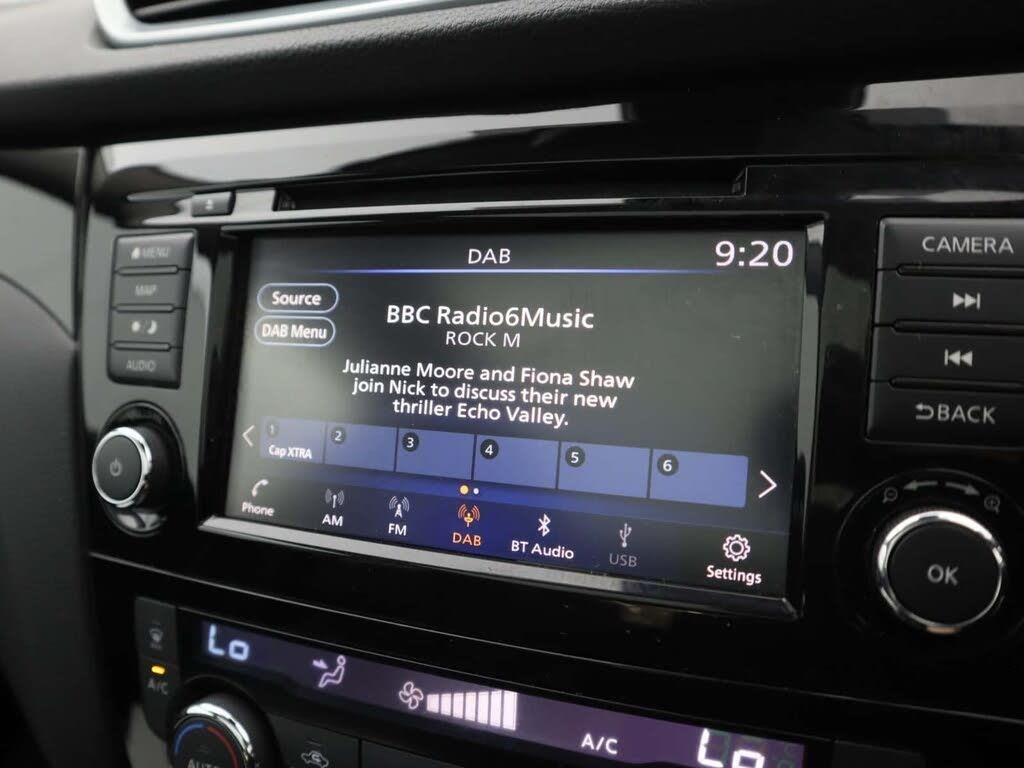 DAB
9:20
Source
DAB Menu
BBC Radio6Music
ROCK M
Julianne Moore and Fiona Shaw
join Nick to discuss their new
thriller Echo Valley.
1
Cap XTRA
2
3
4
5
6
Phone
AM
FM
DAB
BT Audio
USB
Settings
MENU
MAP
AUDIO
CAMERA
BACK
OK
Lo
A/C
A/C
Lo
AUTO